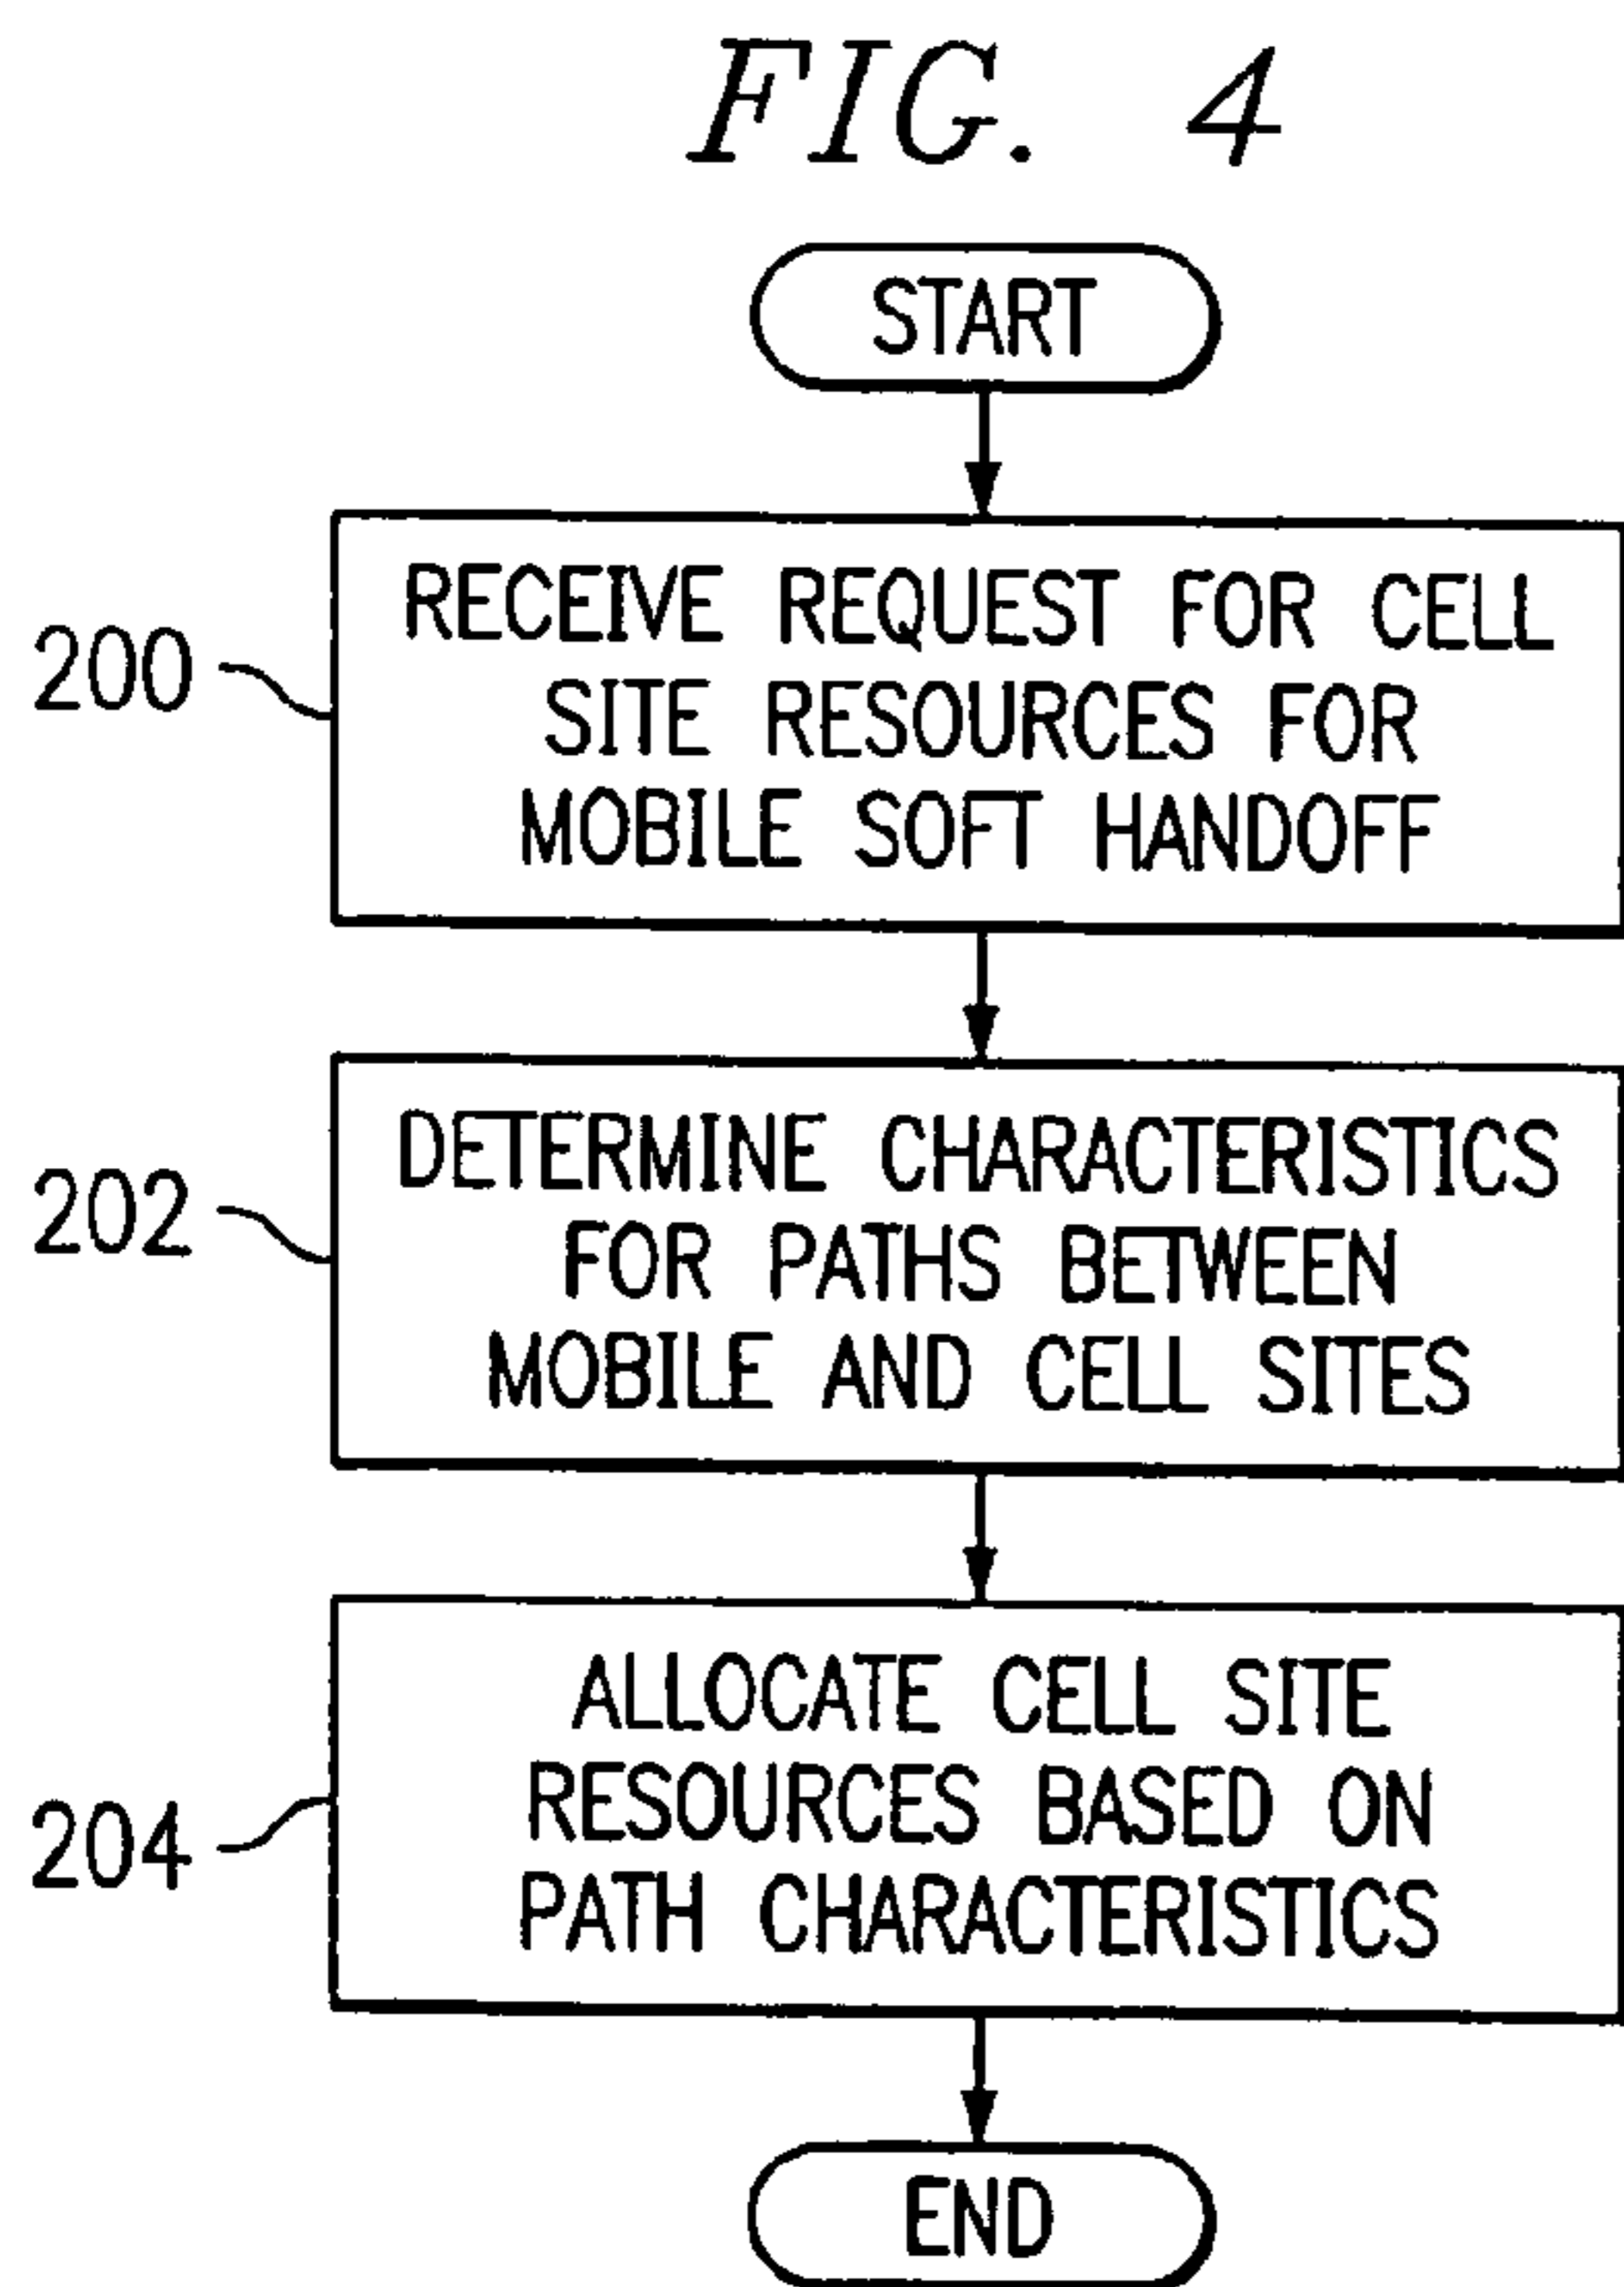 FIG. 4
START
200
RECEIVE REQUEST FOR CELL
SITE RESOURCES FOR
MOBILE SOFT HANDOFF
202
DETERMINE CHARACTERISTICS
FOR PATHS BETWEEN
MOBILE AND CELL SITES
204
ALLOCATE CELL SITE
RESOURCES BASED ON
PATH CHARACTERISTICS
END